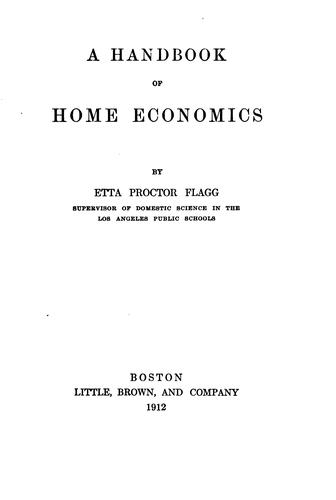 A HANDBOOK
OF
HOME ECONOMICS
BY
ETTA PROCTOR FLAGG
SUPERVISOR OF DOMESTIC SCIENCE IN THE
LOS ANGELES PUBLIC SCHOOLS
BOSTON
LITTLE, BROWN, AND COMPANY
1912